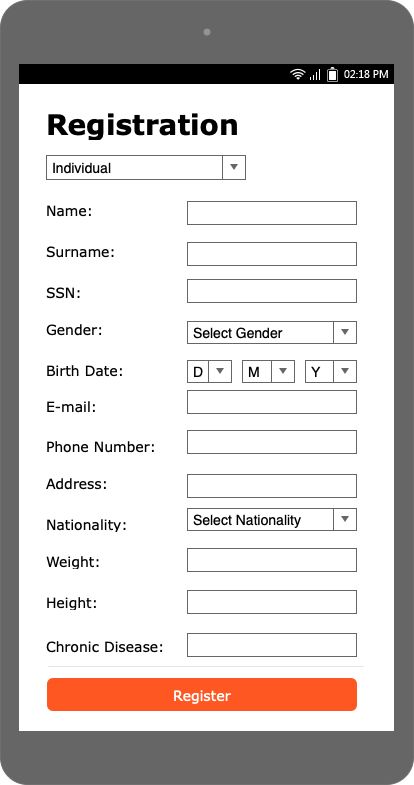 02:18 PM
Registration
Individual
Name:
Surname:
SSN:
Gender: Select Gender
Birth Date: D M Y
E-mail:
Phone Number:
Address:
Nationality: Select Nationality
Weight:
Height:
Chronic Disease:
Register